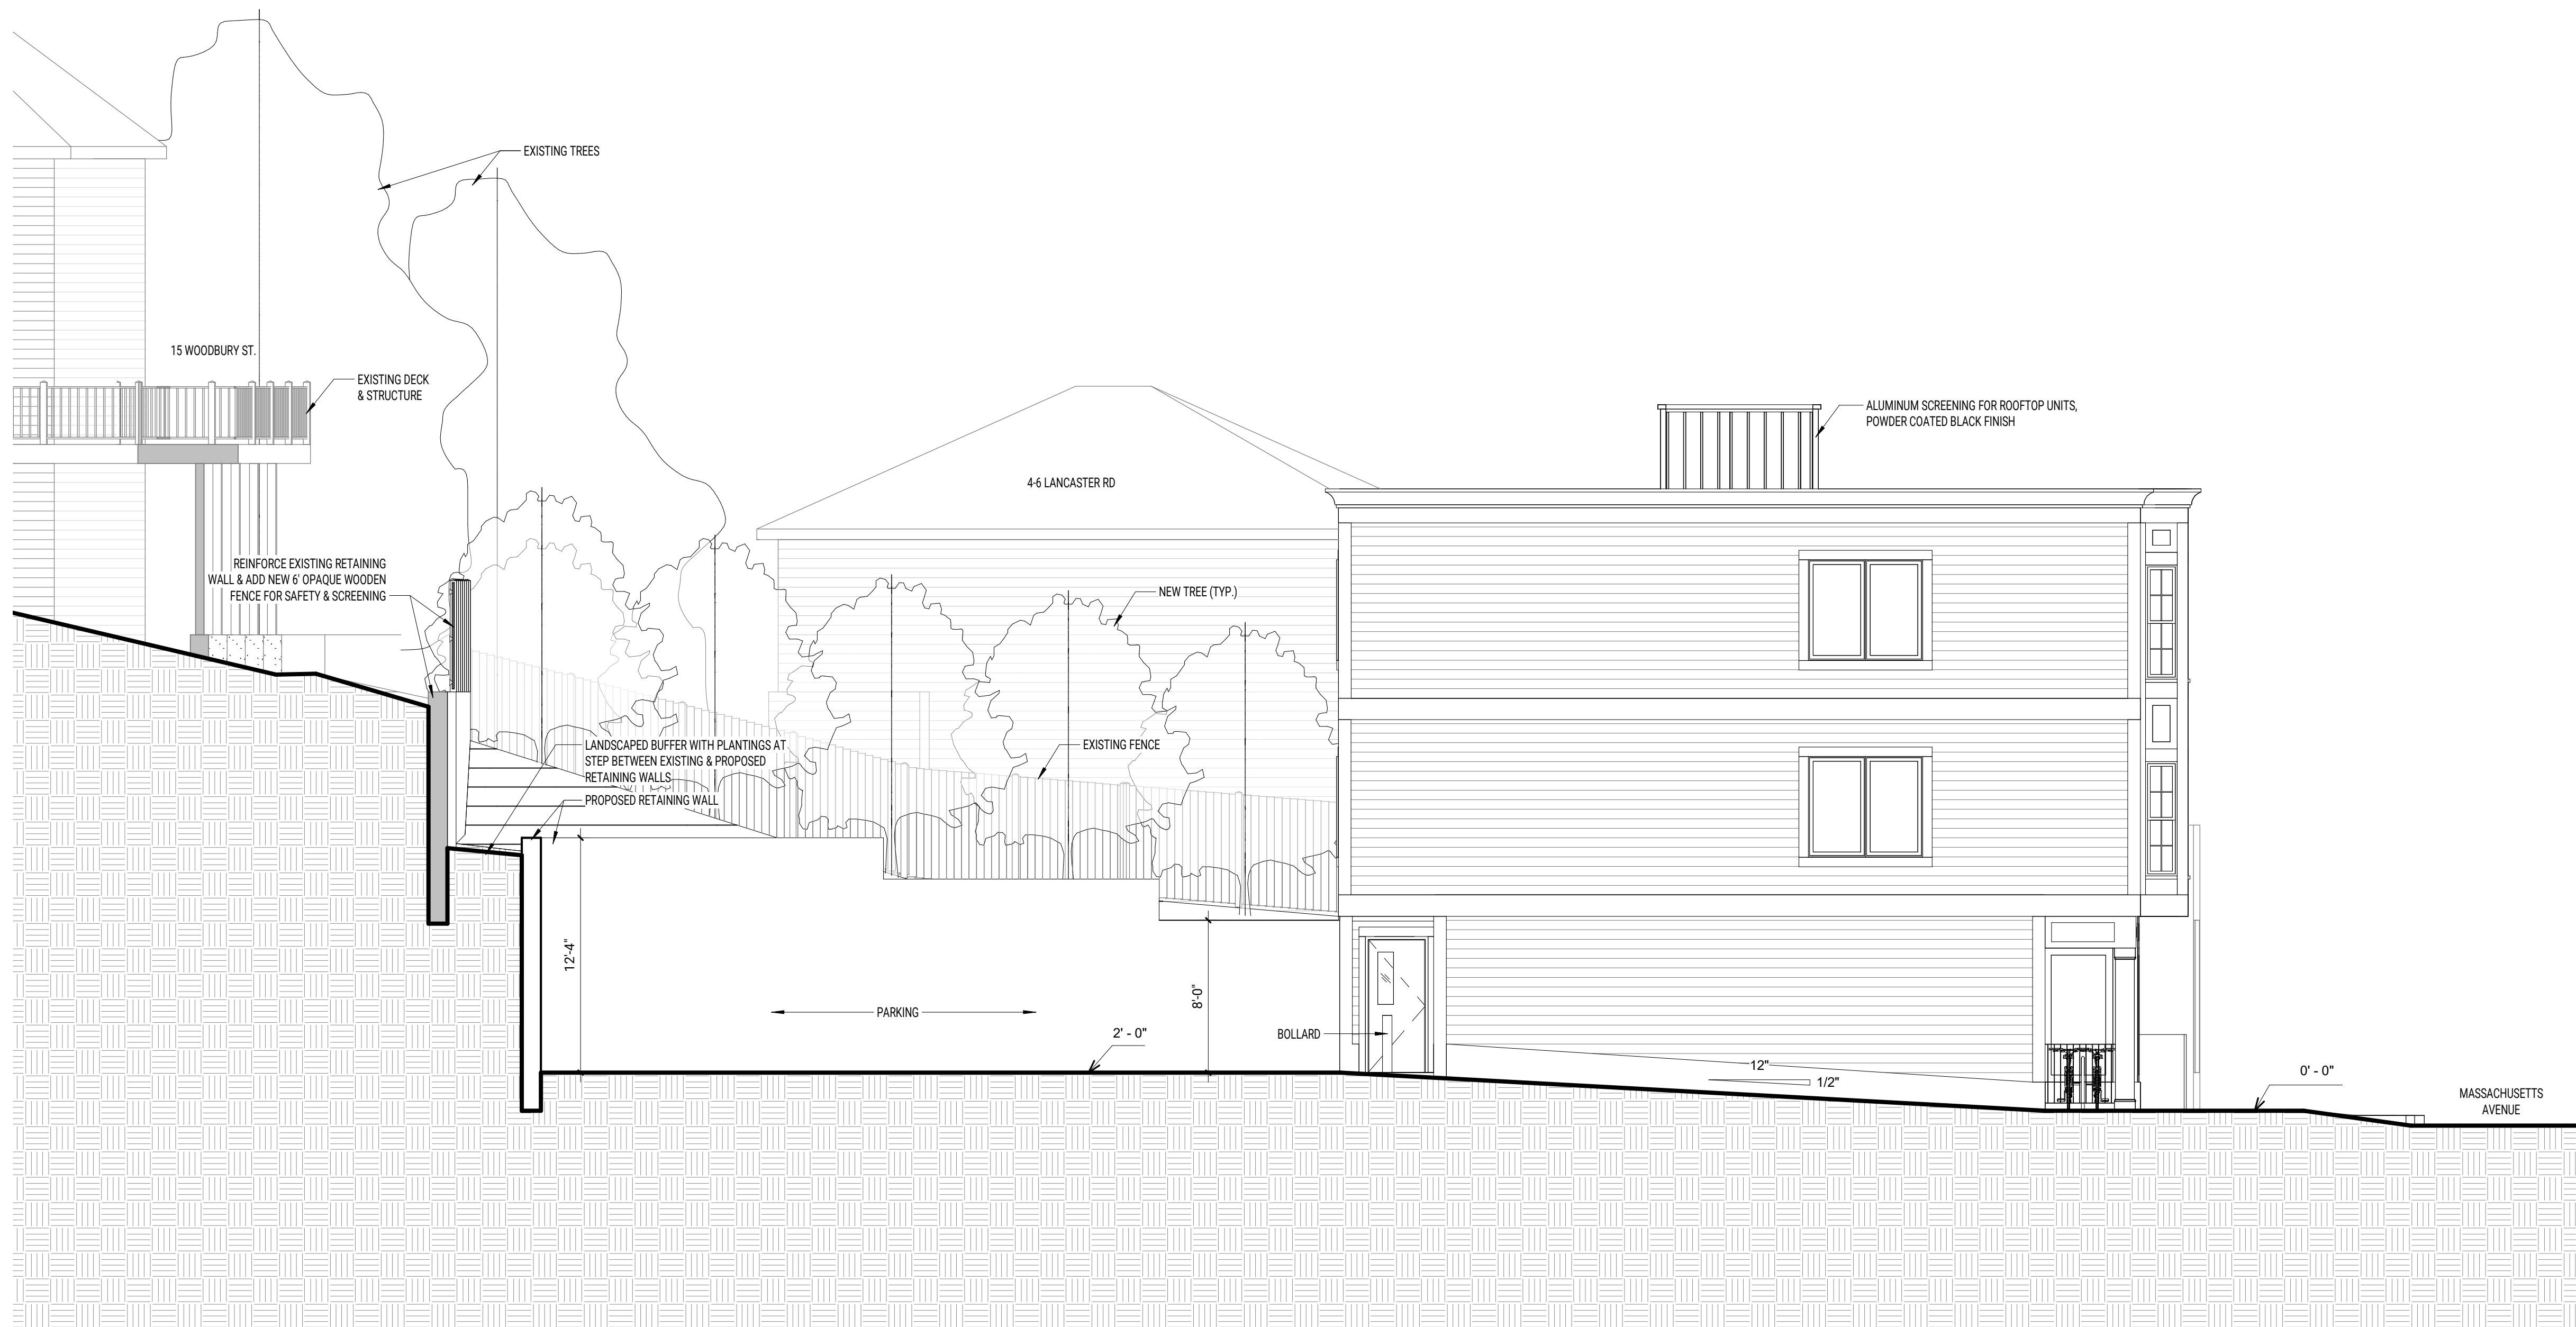 EXISTING TREES
15 WOODBURY ST.
EXISTING DECK
& STRUCTURE
ALUMINUM SCREENING FOR ROOFTOP UNITS,
POWDER COATED BLACK FINISH
4-6 LANCASTER RD
REINFORCE EXISTING RETAINING
WALL & ADD NEW 6' OPAQUE WOODEN
FENCE FOR SAFETY & SCREENING
NEW TREE (TYP.)
LANDSCAPED BUFFER WITH PLANTINGS AT
STEP BETWEEN EXISTING & PROPOSED
RETAINING WALLS
EXISTING FENCE
PROPOSED RETAINING WALL
12'-4"
8'-0"
PARKING
2' - 0"
BOLLARD
12"
1/2"
0' - 0"
MASSACHUSETTS
AVENUE